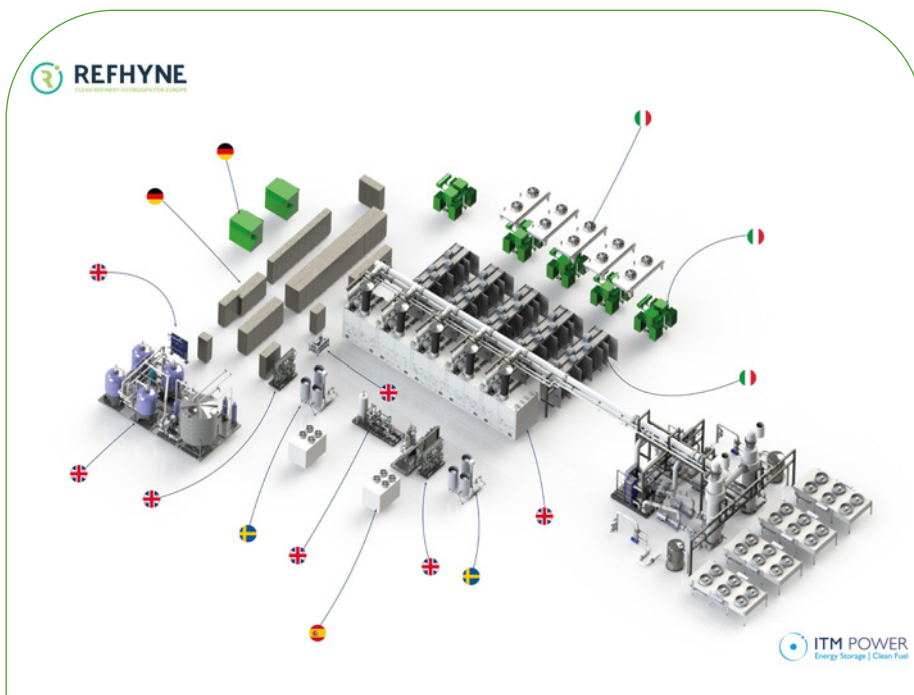 REFHYNE
CLEAN REFINERY HYDROGEN FOR EUROPE
ITM POWER
Energy Storage | Clean Fuel